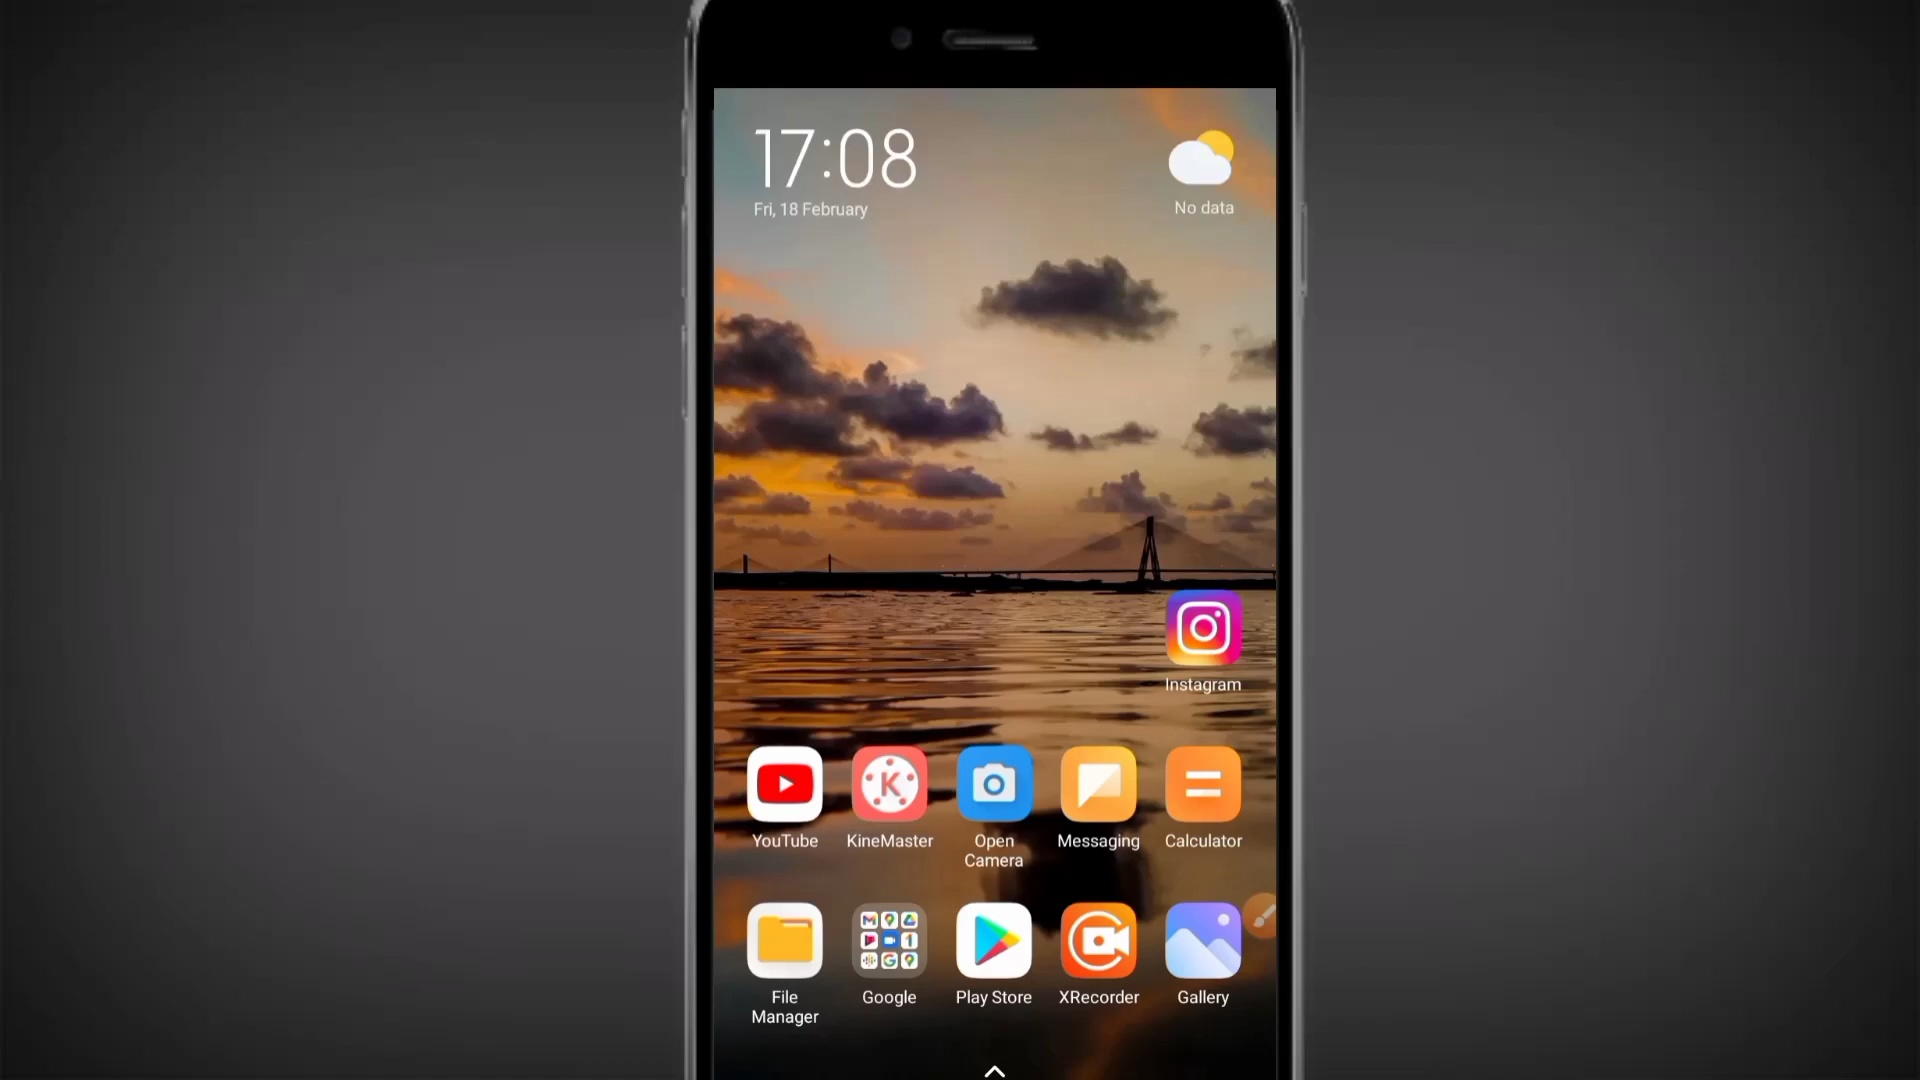 17:08
Fri, 18 February
No data
Instagram
YouTube
KineMaster
Open
Camera
Messaging
Calculator
File
Manager
Google
Play Store
XRecorder
Gallery